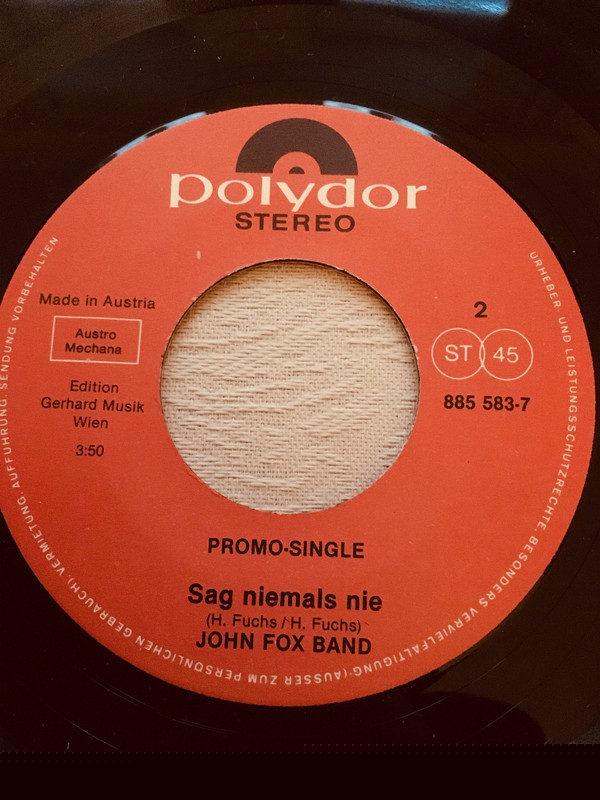 polydor
STEREO
Made in Austria
Austro
Mechana
Edition
Gerhard Musik
Wien
3:50
2
ST 45
885 583-7
PROMO-SINGLE
Sag niemals nie
(H. Fuchs / H. Fuchs)
JOHN FOX BAND
URHEBER- UND LEISTUNGSSCHUTZRECHTE, BESONDERS VERVIELFÄLTIGUNG (AUSSER ZUM PERSÖNLICHEN GEBRAUCH), VERMIETUNG, AUFFÜHRUNG, SENDUNG VORBEHALTEN